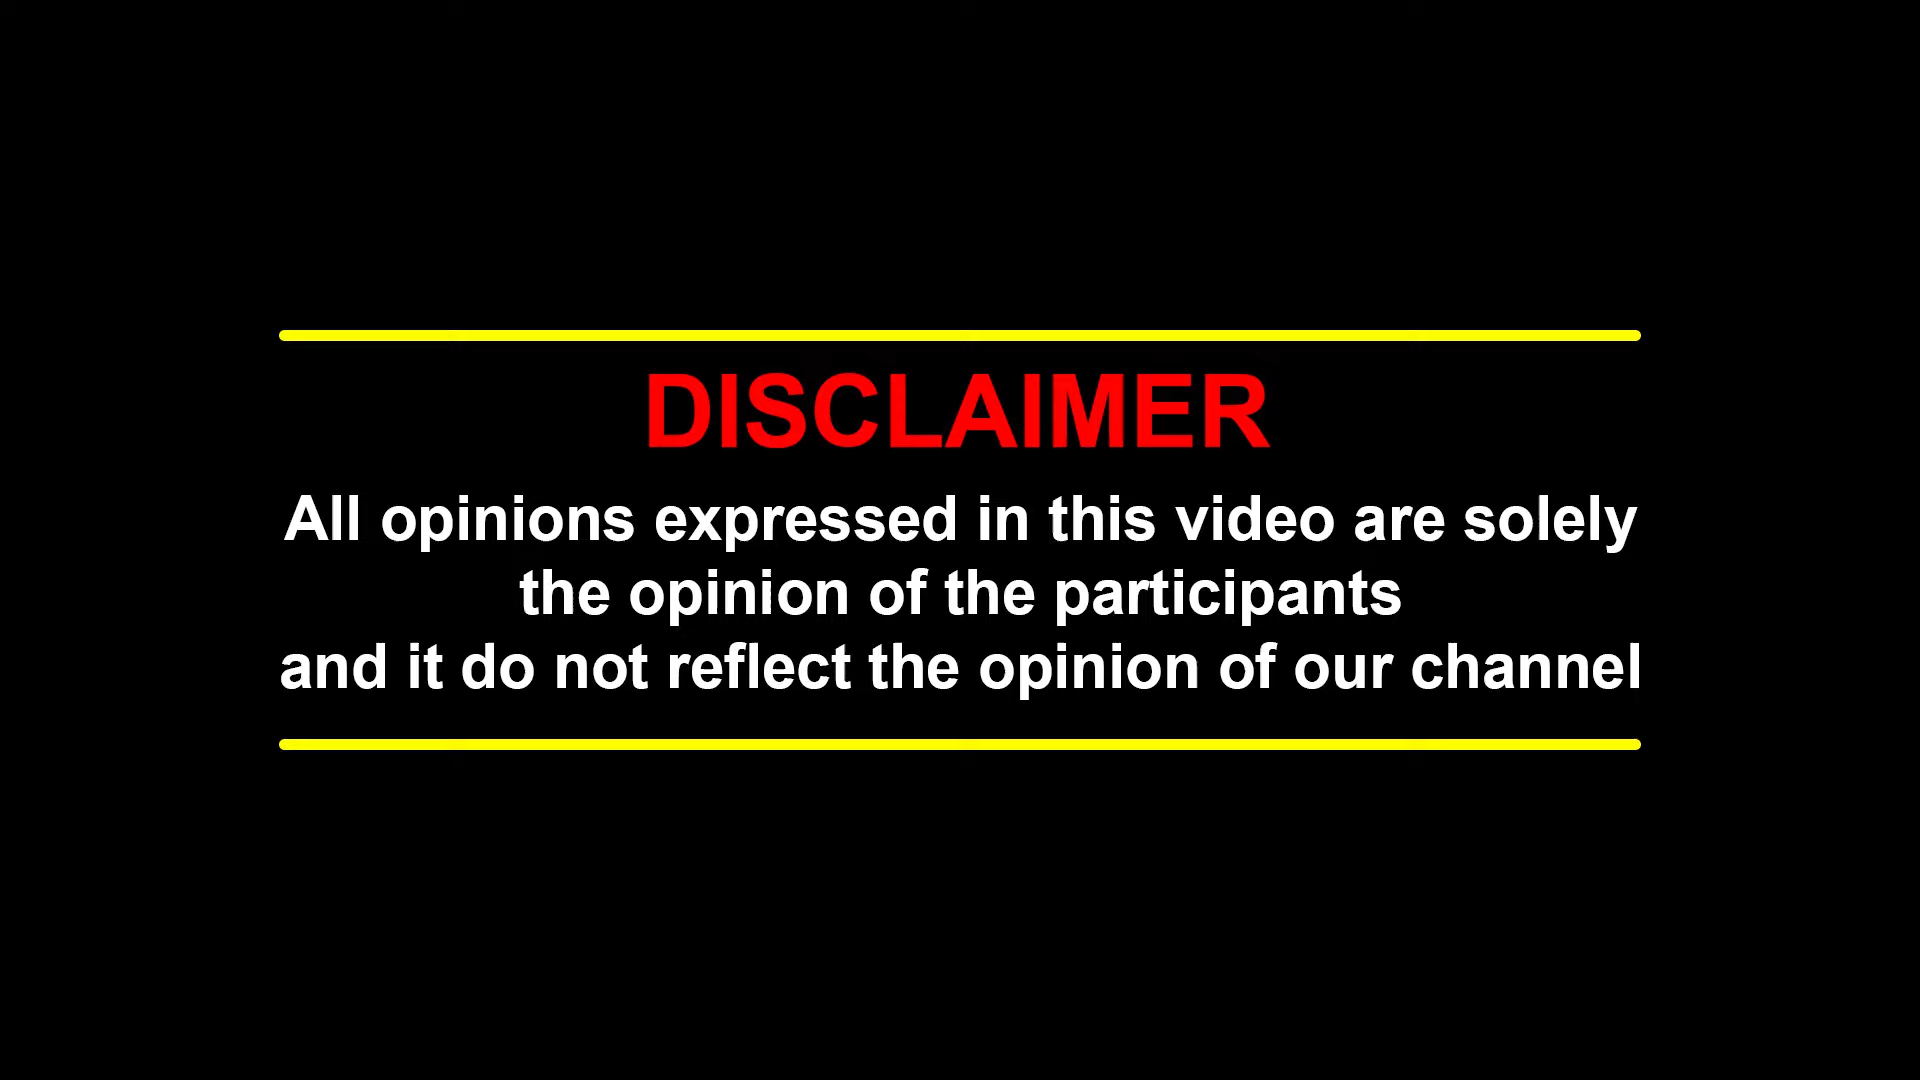 DISCLAIMER
All opinions expressed in this video are solely
the opinion of the participants
and it do not reflect the opinion of our channel